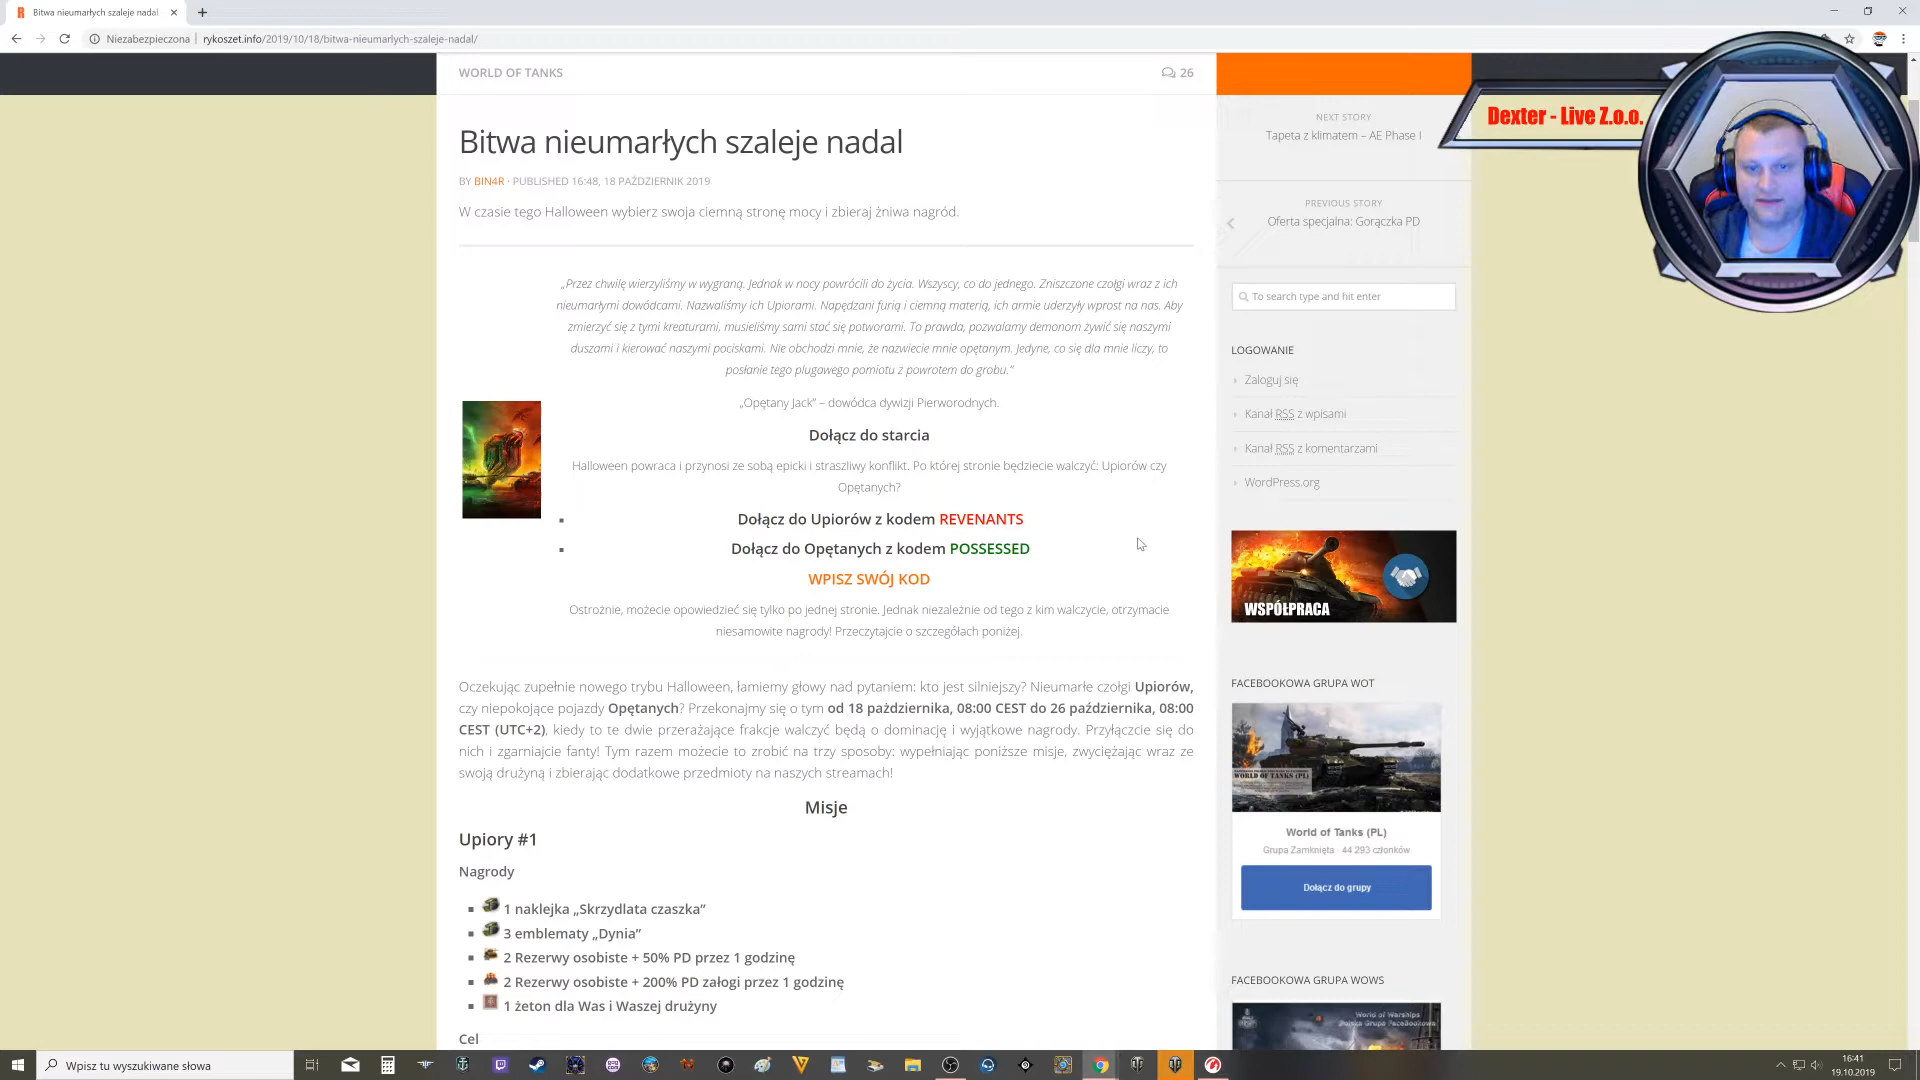 Bitwa nieumarłych szaleje nadal
Niezabezpieczona | rykoszet.info/2019/10/18/bitwa-nieumarlych-szaleje-nadal/
WORLD OF TANKS
26
Bitwa nieumarłych szaleje nadal
BY BIN4R · PUBLISHED 16:48, 18 PAŹDZIERNIK 2019
W czasie tego Halloween wybierz swoja ciemną stronę mocy i zbieraj żniwa nagród.
„Przez chwilę wierzyliśmy w wygraną. Jednak w nocy powrócili do życia. Wszyscy, co do jednego. Zniszczone czołgi wraz z ich
nieumarłymi dowódcami. Nazwaliśmy ich Upiorami. Napędzani furią i ciemną materią, ich armie uderzyły wprost na nas. Aby
zmierzyć się z tymi kreaturami, musieliśmy sami stać się potworami. To prawda, pozwalamy demonom żywić się naszymi
duszami i kierować naszymi pociskami. Nie obchodzi mnie, że nazwiecie mnie opętanym. Jedyne, co się dla mnie liczy, to
posłanie tego plugawego pomiotu z powrotem do grobu."
„Opętany Jack" – dowódca dywizji Pierworodnych.
Dołącz do starcia
Halloween powraca i przynosi ze sobą epicki i straszliwy konflikt. Po której stronie będziecie walczyć: Upiorów czy
Opętanych?
Dołącz do Upiorów z kodem REVENANTS
Dołącz do Opętanych z kodem POSSESSED
WPISZ SWÓJ KOD
Ostrożnie, możecie opowiedzieć się tylko po jednej stronie. Jednak niezależnie od tego z kim walczycie, otrzymacie
niesamowite nagrody! Przeczytajcie o szczegółach poniżej.
Oczekując zupełnie nowego trybu Halloween, łamiemy głowy nad pytaniem: kto jest silniejszy? Nieumarłe czołgi Upiorów,
czy niepokojące pojazdy Opętanych? Przekonajmy się o tym od 18 października, 08:00 CEST do 26 października, 08:00
CEST (UTC+2), kiedy to te dwie przerażające frakcje walczyć będą o dominację i wyjątkowe nagrody. Przyłączcie się do
nich i zgarniajcie fanty! Tym razem możecie to zrobić na trzy sposoby: wypełniając poniższe misje, zwyciężając wraz ze
swoją drużyną i zbierając dodatkowe przedmioty na naszych streamach!
Misje
Upiory #1
Nagrody
1 naklejka „Skrzydlata czaszka"
3 emblematy „Dynia"
2 Rezerwy osobiste + 50% PD przez 1 godzinę
2 Rezerwy osobiste + 200% PD załogi przez 1 godzinę
1 żeton dla Was i Waszej drużyny
Cel
NEXT STORY
Tapeta z klimatem – AE Phase I
PREVIOUS STORY
Oferta specjalna: Gorączka PD
To search type and hit enter
LOGOWANIE
Zaloguj się
Kanał RSS z wpisami
Kanał RSS z komentarzami
WordPress.org
WSPÓŁPRACA
FACEBOOKOWA GRUPA WOT
WORLD OF TANKS (PL)
World of Tanks (PL)
Grupa Zamknięta · 44 293 członków
Dołącz do grupy
FACEBOOKOWA GRUPA WOWS
World of Warships
Polska Grupa Facebookowa
Dexter - Live Z.o.o.
Wpisz tu wyszukiwane słowa
16:41
19.10.2019